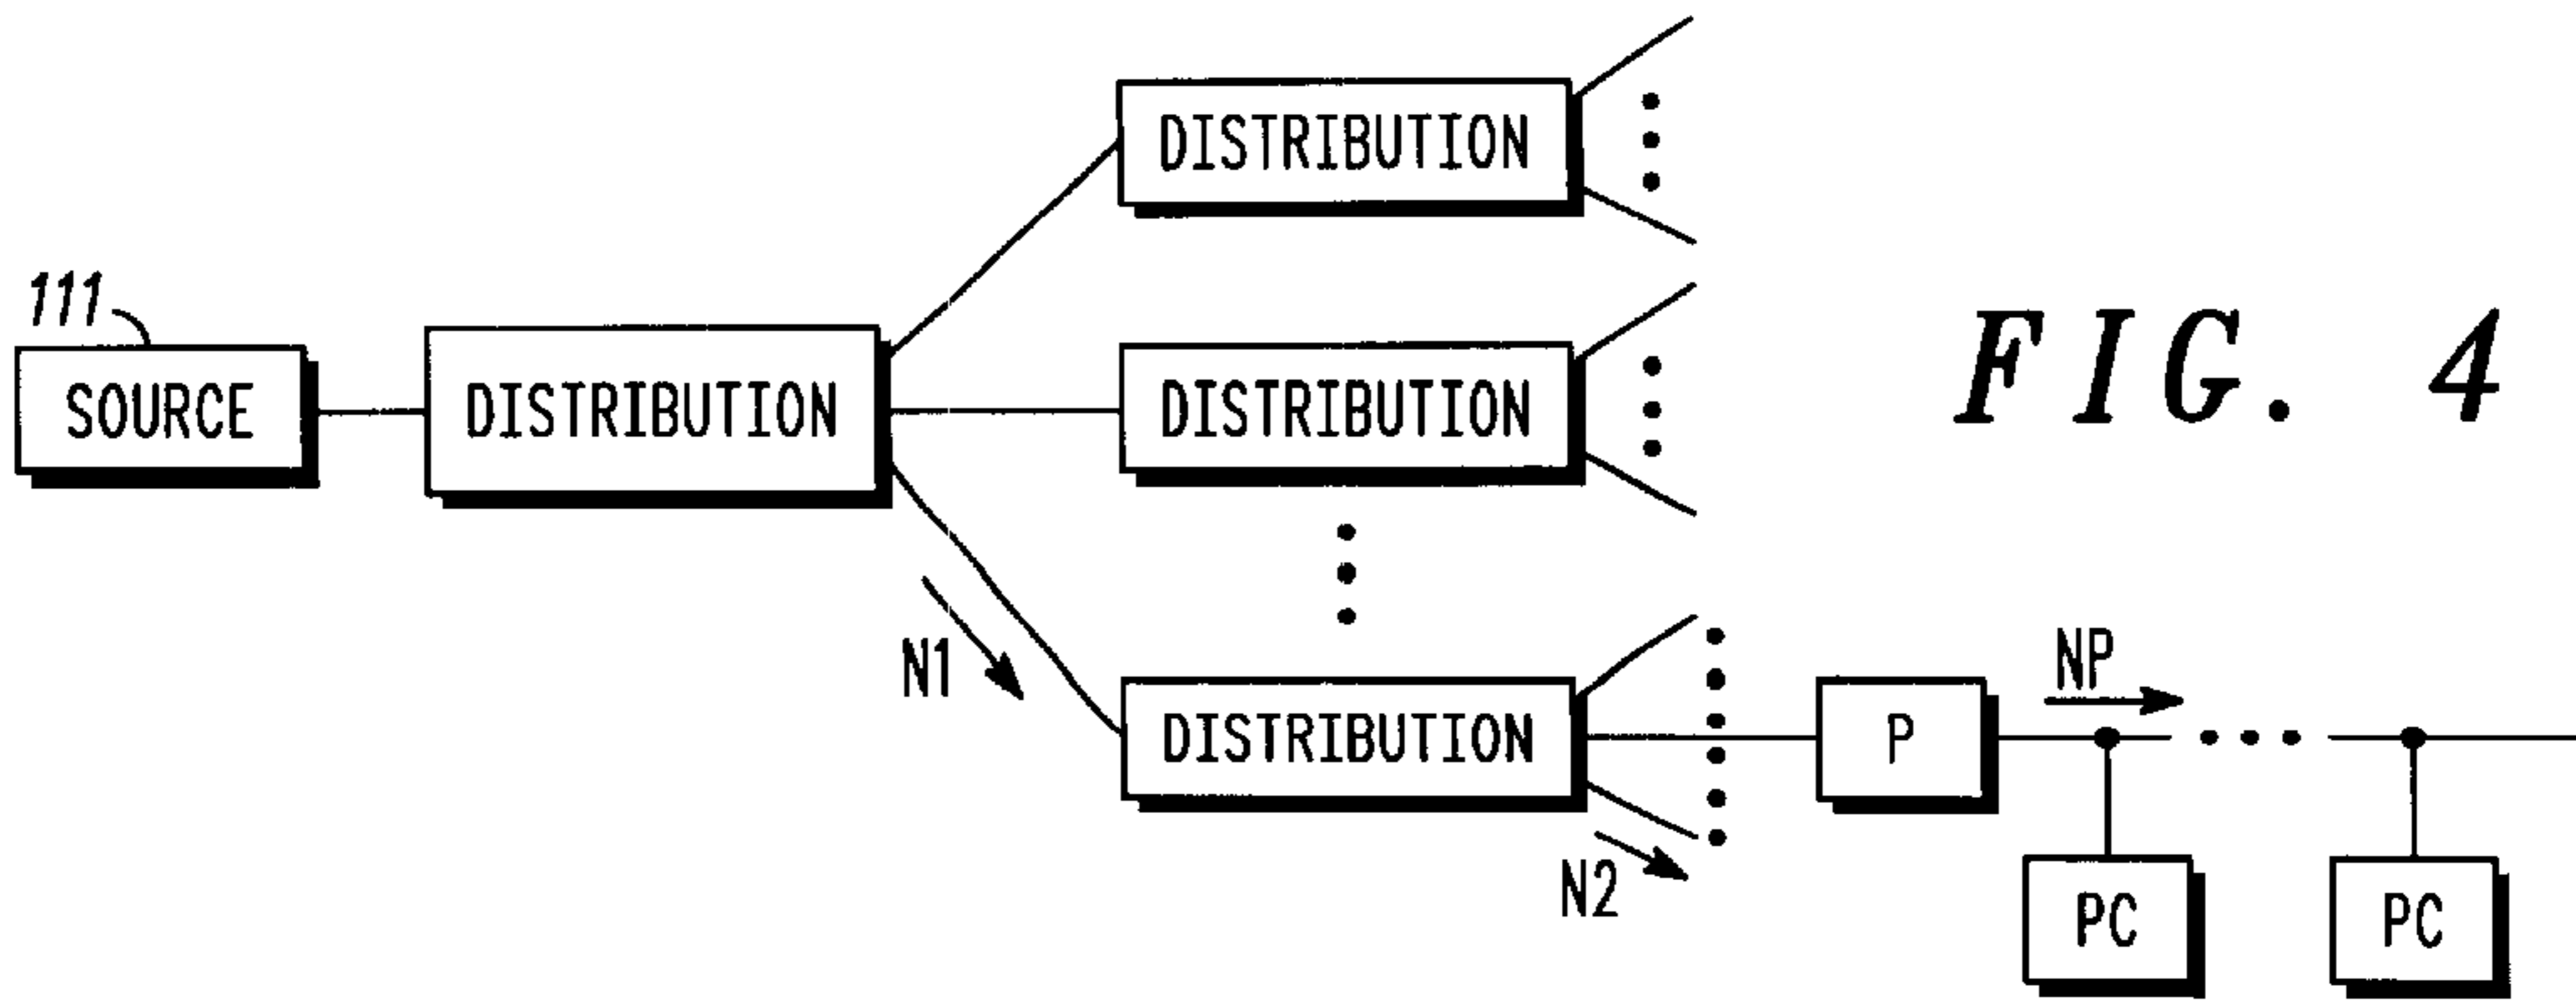 DISTRIBUTION
111
SOURCE
DISTRIBUTION
DISTRIBUTION
FIG. 4
N1
DISTRIBUTION
P
NP
N2
PC
PC